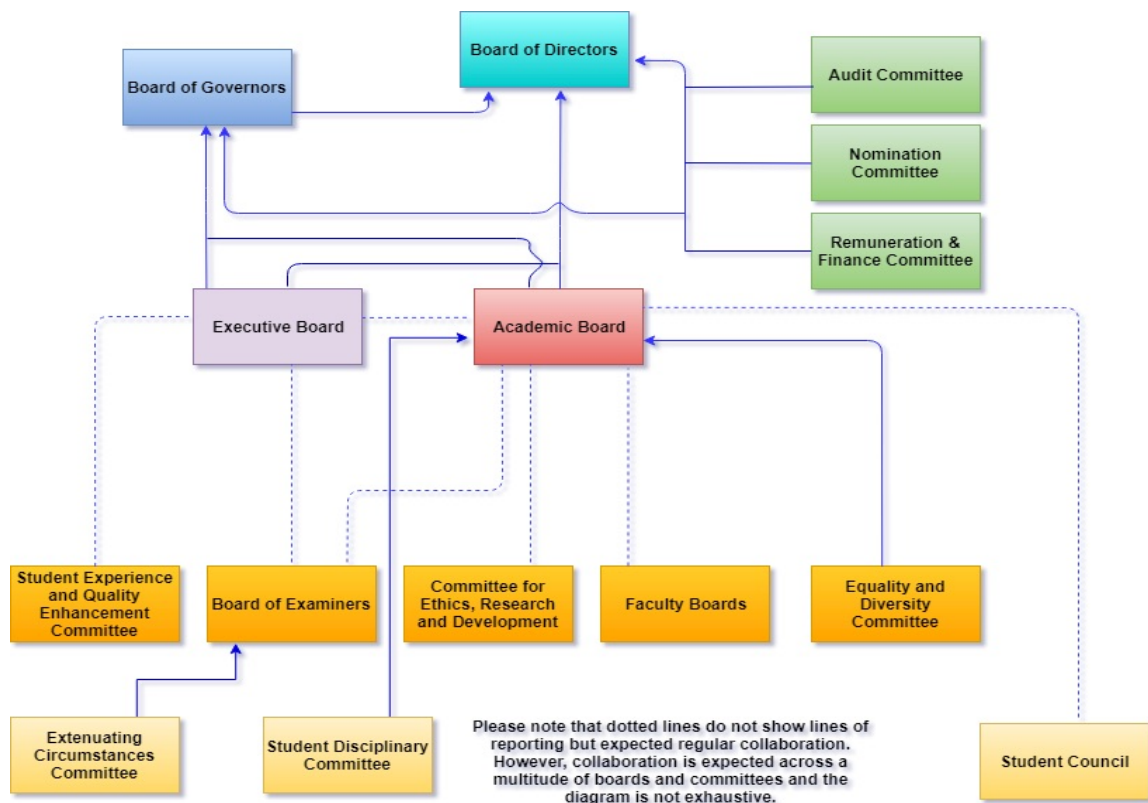 Board of Directors
Board of Governors
Audit Committee
Nomination
Committee
Remuneration &
Finance Committee
Executive Board
Academic Board
Student Experience
and Quality
Enhancement
Committee
Board of Examiners
Committee for
Ethics, Research
and Development
Faculty Boards
Equality and
Diversity
Committee
Extenuating
Circumstances
Committee
Student Disciplinary
Committee
Please note that dotted lines do not show lines of
reporting but expected regular collaboration.
However, collaboration is expected across a
multitude of boards and committees and the
diagram is not exhaustive.
Student Council